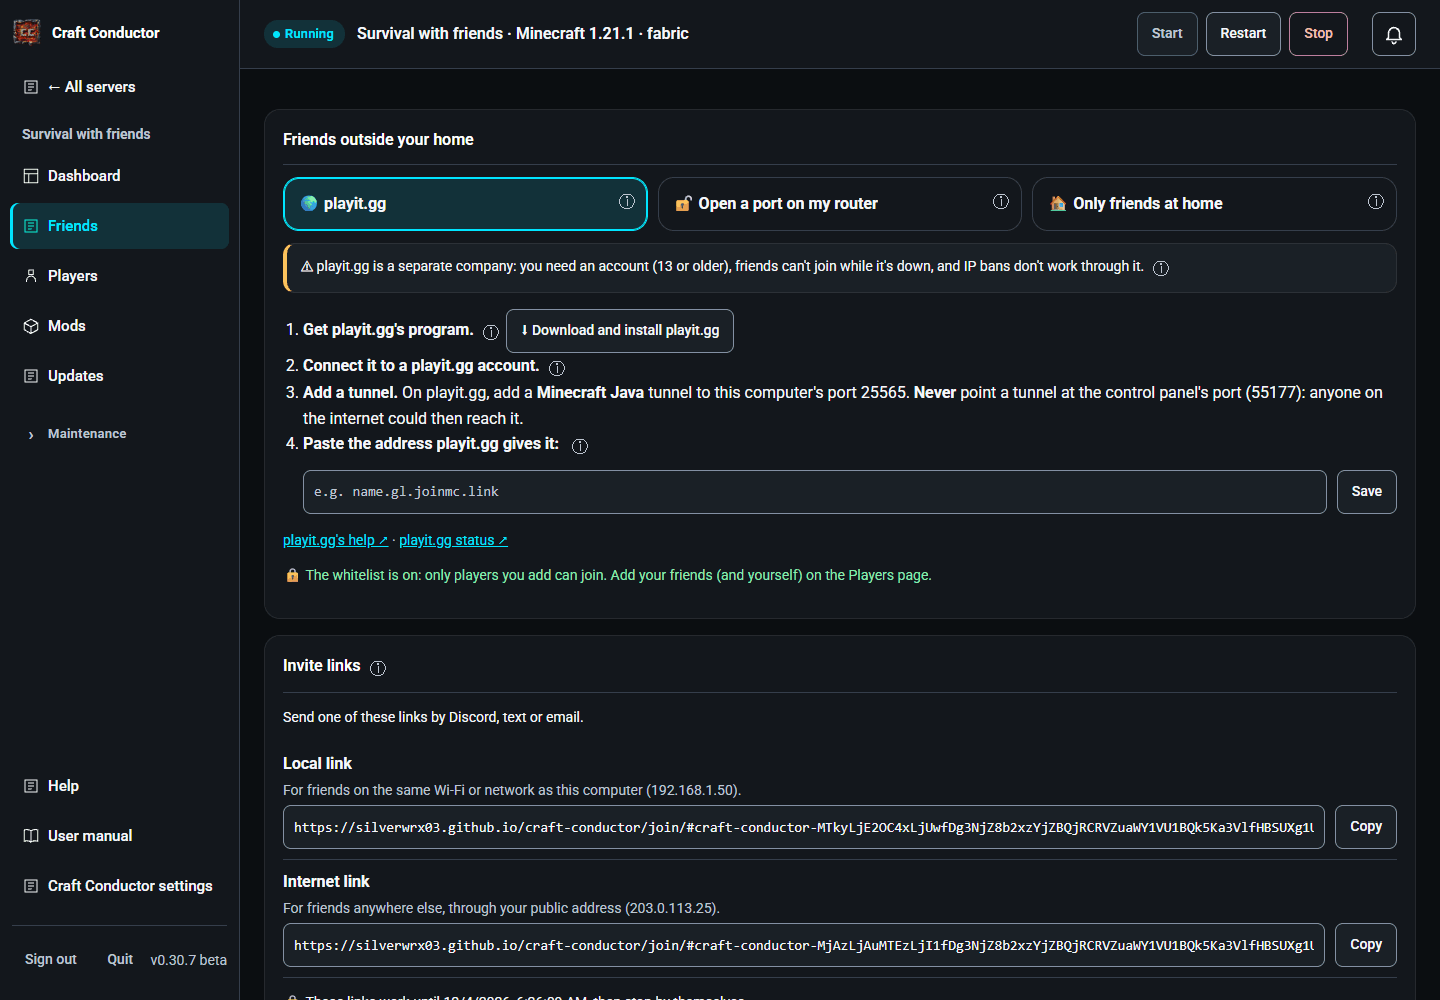 Craft Conductor
Running
Survival with friends · Minecraft 1.21.1 · fabric
Start
Restart
Stop
← All servers
Survival with friends
Dashboard
Friends
Players
Mods
Updates
› Maintenance
Help
User manual
Craft Conductor settings
Sign out
Quit
v0.30.7 beta
Friends outside your home
playit.gg
Open a port on my router
Only friends at home
⚠ playit.gg is a separate company: you need an account (13 or older), friends can't join while it's down, and IP bans don't work through it.
1. Get playit.gg's program.
⬇ Download and install playit.gg
2. Connect it to a playit.gg account.
3. Add a tunnel. On playit.gg, add a Minecraft Java tunnel to this computer's port 25565. Never point a tunnel at the control panel's port (55177): anyone on
the internet could then reach it.
4. Paste the address playit.gg gives it:
e.g. name.gl.joinmc.link
Save
playit.gg's help ↗ · playit.gg status ↗
The whitelist is on: only players you add can join. Add your friends (and yourself) on the Players page.
Invite links
Send one of these links by Discord, text or email.
Local link
For friends on the same Wi-Fi or network as this computer (192.168.1.50).
https://silverwrx03.github.io/craft-conductor/join/#craft-conductor-MTkyLjE2OC4xLjUwfDg3NjZ8b2xzYjZBQjRCRVZuaWY1VU1BQk5Ka3VlfHBSUXg1U
Copy
Internet link
For friends anywhere else, through your public address (203.0.113.25).
https://silverwrx03.github.io/craft-conductor/join/#craft-conductor-MjAzLjAuMTEzLjI1fDg3NjZ8b2xzYjZBQjRCRVZuaWY1VU1BQk5Ka3VlfHBSUXg1U
Copy